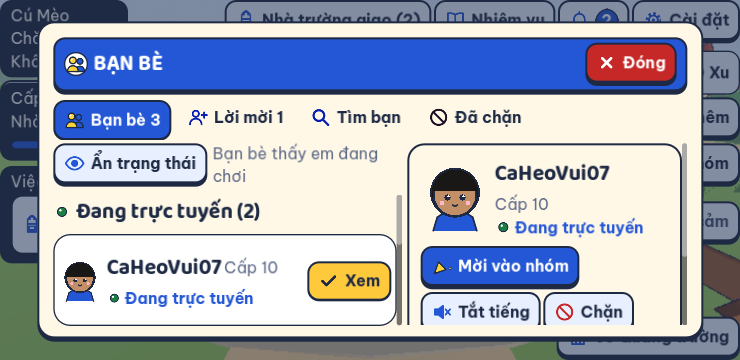 Cú Mèo
Nhà trường giao (2)
Nhiệm vụ
2
Cài đặt
BẠN BÈ
Đóng
Xu
Bạn bè 3
Lời mời 1
Tìm bạn
Đã chặn
Ẩn trạng thái
Bạn bè thấy em đang
chơi
Đang trực tuyến (2)
CaHeoVui07 Cấp 10
Đang trực tuyến
Xem
CaHeoVui07
Cấp 10
Đang trực tuyến
Mời vào nhóm
Tắt tiếng
Chặn